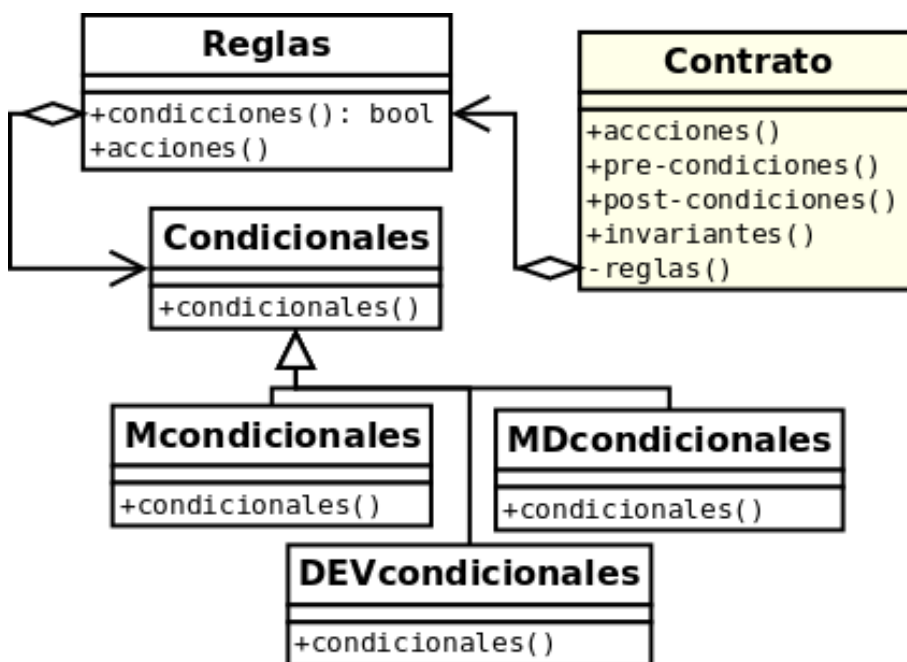 Reglas
+condicciones(): bool
+acciones()
Contrato
+accciones()
+pre-condiciones()
+post-condiciones()
+invariantes()
-reglas()
Condicionales
+condicionales()
Mcondicionales
+condicionales()
MDcondicionales
+condicionales()
DEVcondicionales
+condicionales()